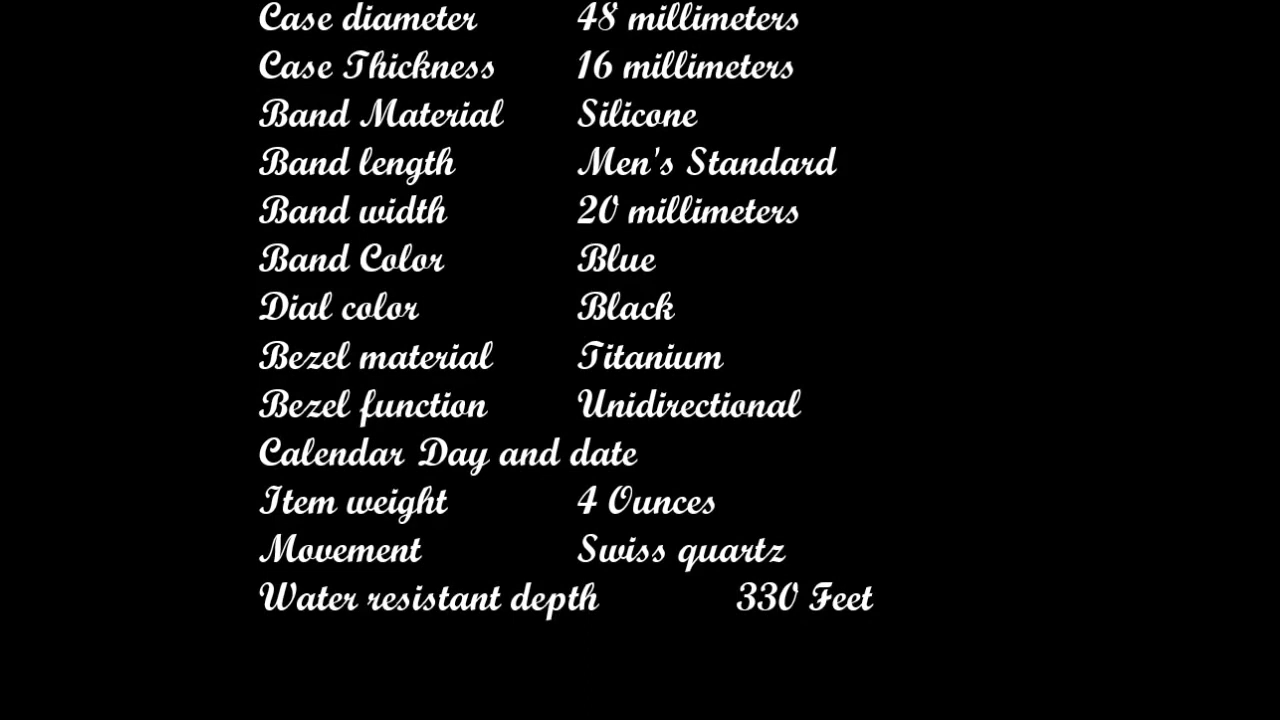 Case diameter 48 millimeters
Case Thickness 16 millimeters
Band Material Silicone
Band length Men's Standard
Band width 20 millimeters
Band Color Blue
Dial color Black
Bezel material Titanium
Bezel function Unidirectional
Calendar Day and date
Item weight 4 Ounces
Movement Swiss quartz
Water resistant depth 330 Feet